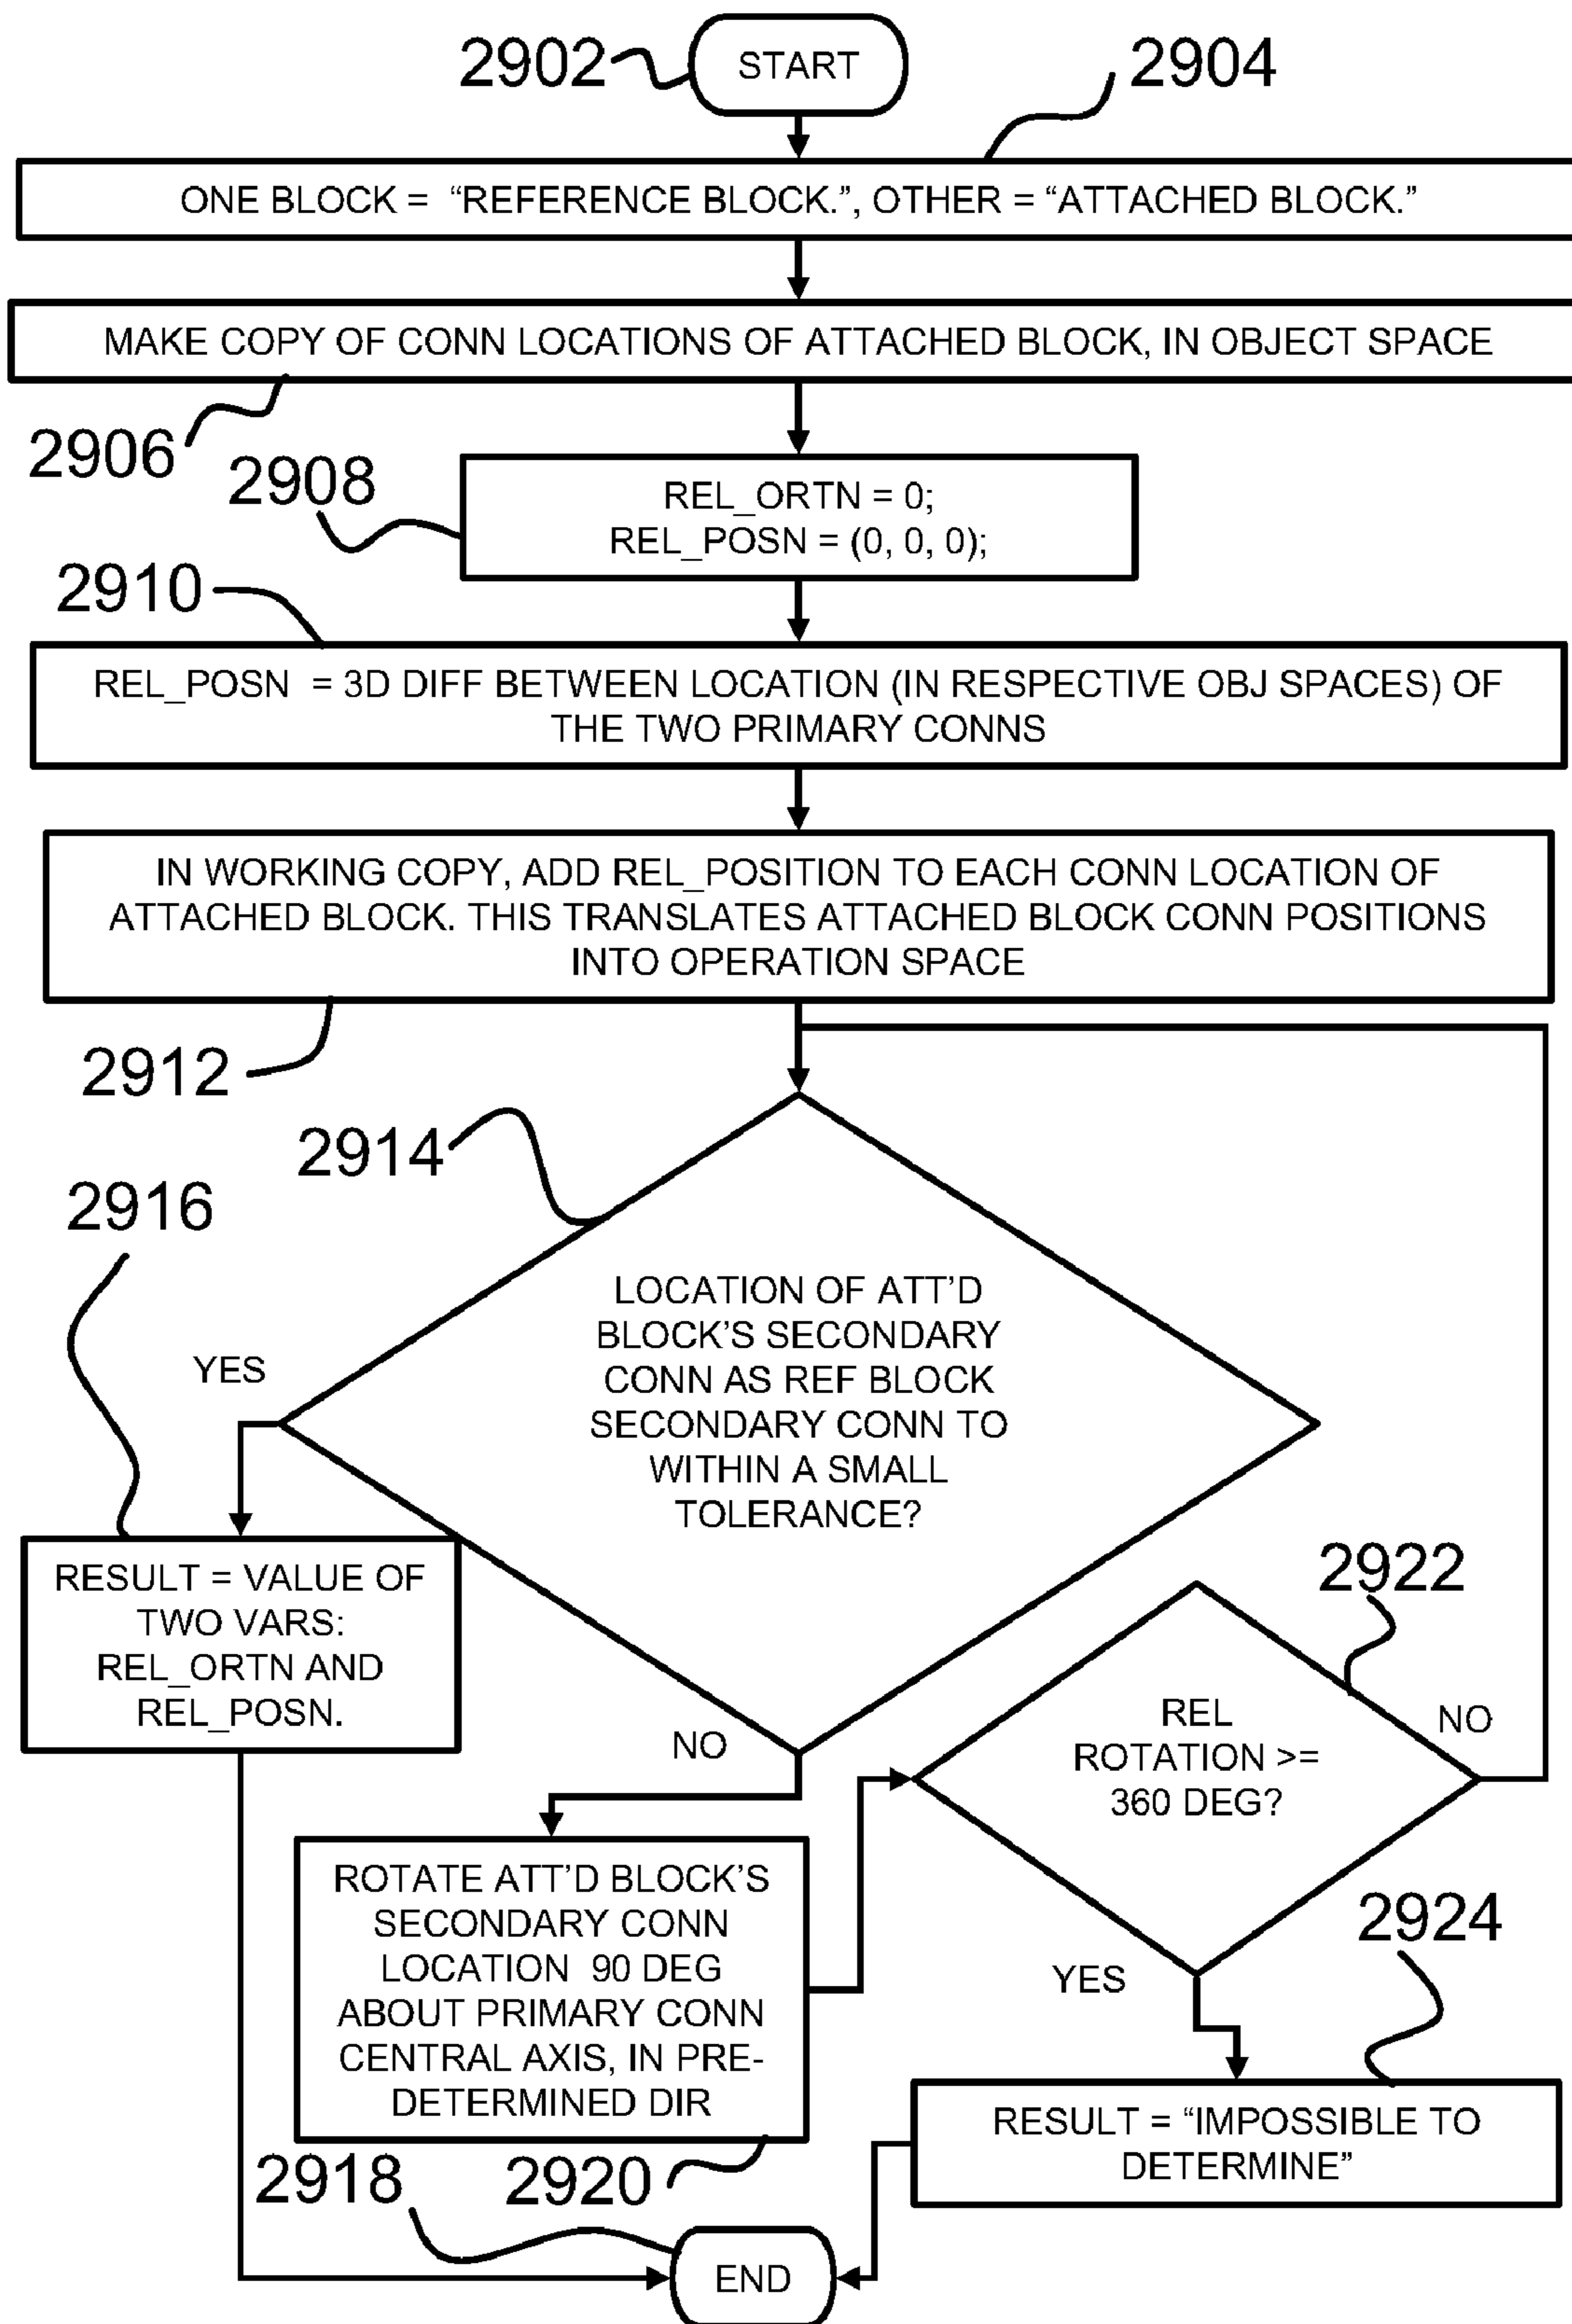 2902
START
2904
ONE BLOCK = “REFERENCE BLOCK.”, OTHER = “ATTACHED BLOCK.”
MAKE COPY OF CONN LOCATIONS OF ATTACHED BLOCK, IN OBJECT SPACE
2906
2908
REL_ORTN = 0;
REL_POSN = (0, 0, 0);
2910
REL_POSN = 3D DIFF BETWEEN LOCATION (IN RESPECTIVE OBJ SPACES) OF
THE TWO PRIMARY CONNS
IN WORKING COPY, ADD REL_POSITION TO EACH CONN LOCATION OF
ATTACHED BLOCK. THIS TRANSLATES ATTACHED BLOCK CONN POSITIONS
INTO OPERATION SPACE
2912
2914
2916
LOCATION OF ATT’D
BLOCK’S SECONDARY
CONN AS REF BLOCK
SECONDARY CONN TO
WITHIN A SMALL
TOLERANCE?
YES
RESULT = VALUE OF
TWO VARS:
REL_ORTN AND
REL_POSN.
NO
2922
REL
ROTATION >=
360 DEG?
NO
ROTATE ATT’D BLOCK’S
SECONDARY CONN
LOCATION 90 DEG
ABOUT PRIMARY CONN
CENTRAL AXIS, IN PRE-
DETERMINED DIR
YES
2924
RESULT = “IMPOSSIBLE TO
DETERMINE”
2918
2920
END